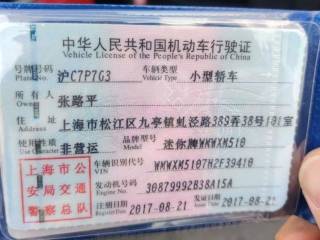 中华人民共和国机动车行驶证
Vehicle License of the People's Republic of China
号牌号码 沪C7P7G3 车辆类型 小型轿车
Plate No. Vehicle Type
所有人 张路平
Owner
住址 上海市松江区九亭镇虬泾路389弄38号101室
Address
使用性质 非营运 品牌型号 迷你牌WMWXM510
Use Character Model
上海市公 车辆识别代号 WMWXM5107H2F39410
安局交通 VIN
警察总队 发动机号码 30879992B38A15A
Engine No.
注册日期 2017-08-21 发证日期 2017-08-21
Register Date Issue Date